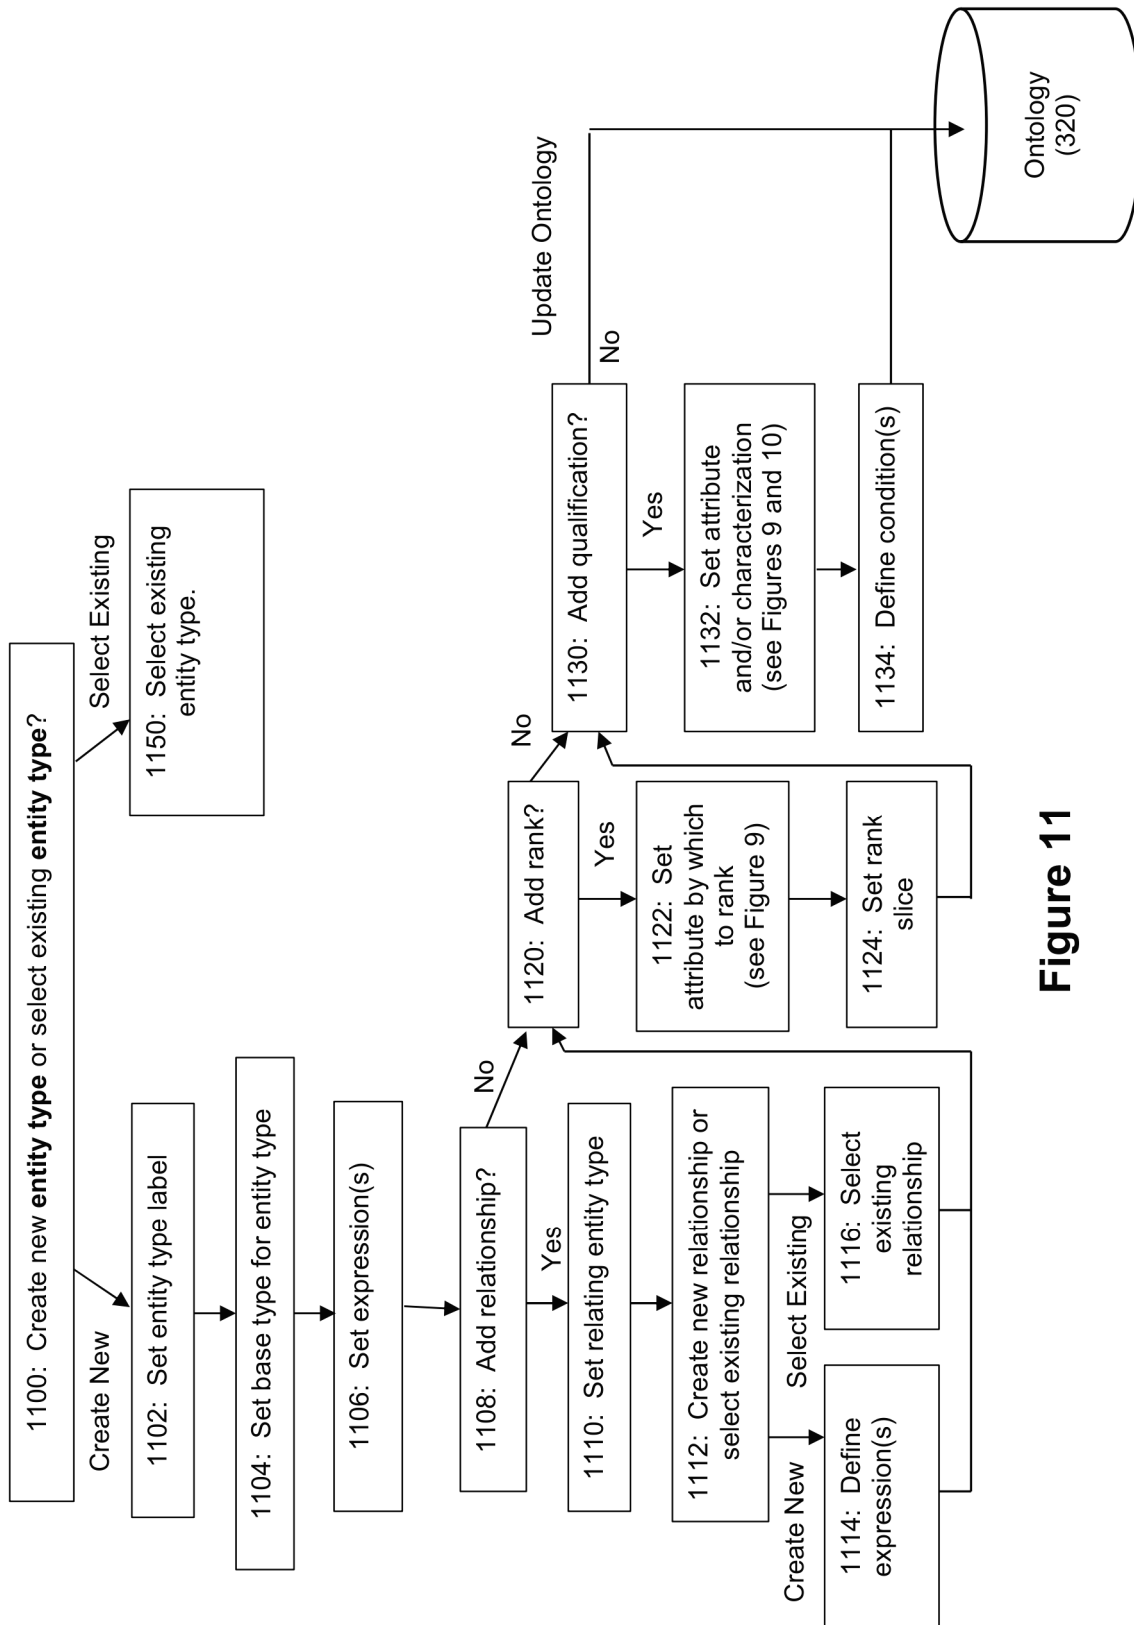 1100: Create new entity type or select existing entity type?
Create New
Select Existing
1102: Set entity type label
1150: Select existing
entity type.
1104: Set base type for entity type
1106: Set expression(s)
1108: Add relationship?
No
Yes
1110: Set relating entity type
1112: Create new relationship or
select existing relationship
Create New
Select Existing
1114: Define
expression(s)
1116: Select
existing
relationship
1120: Add rank?
No
Yes
1122: Set
attribute by which
to rank
(see Figure 9)
1124: Set rank
slice
1130: Add qualification?
No
Update Ontology
Yes
1132: Set attribute
and/or characterization
(see Figures 9 and 10)
1134: Define condition(s)
Ontology
(320)
Figure 11